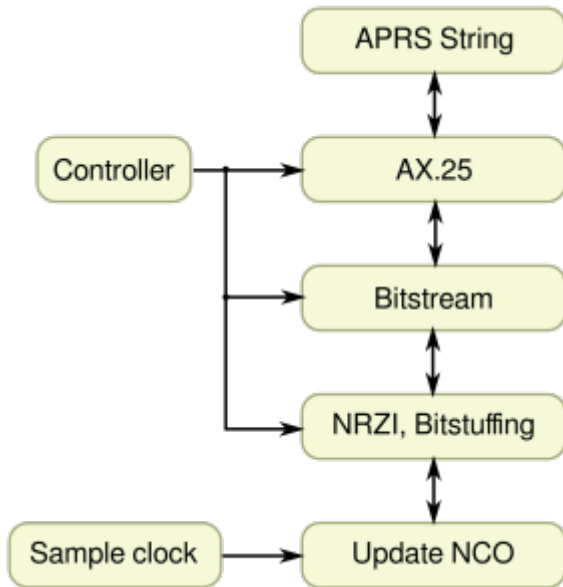 APRS String
Controller
AX.25
Bitstream
NRZI, Bitstuffing
Sample clock
Update NCO